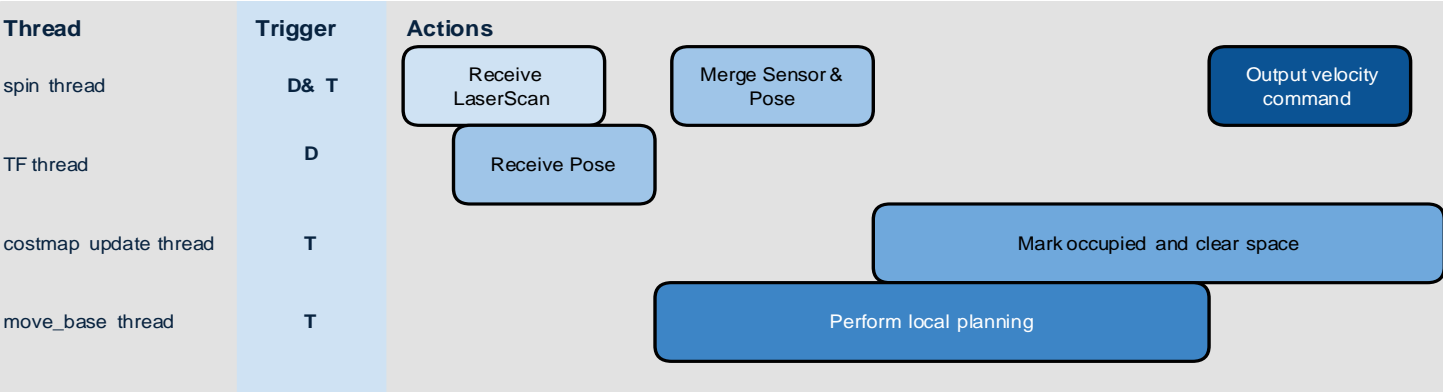 Thread Trigger Actions
spin thread D& T
Receive
LaserScan
Merge Sensor &
Pose
Output velocity
command
TF thread D Receive Pose
costmap update thread T Mark occupied and clear space
move_base thread T Perform local planning